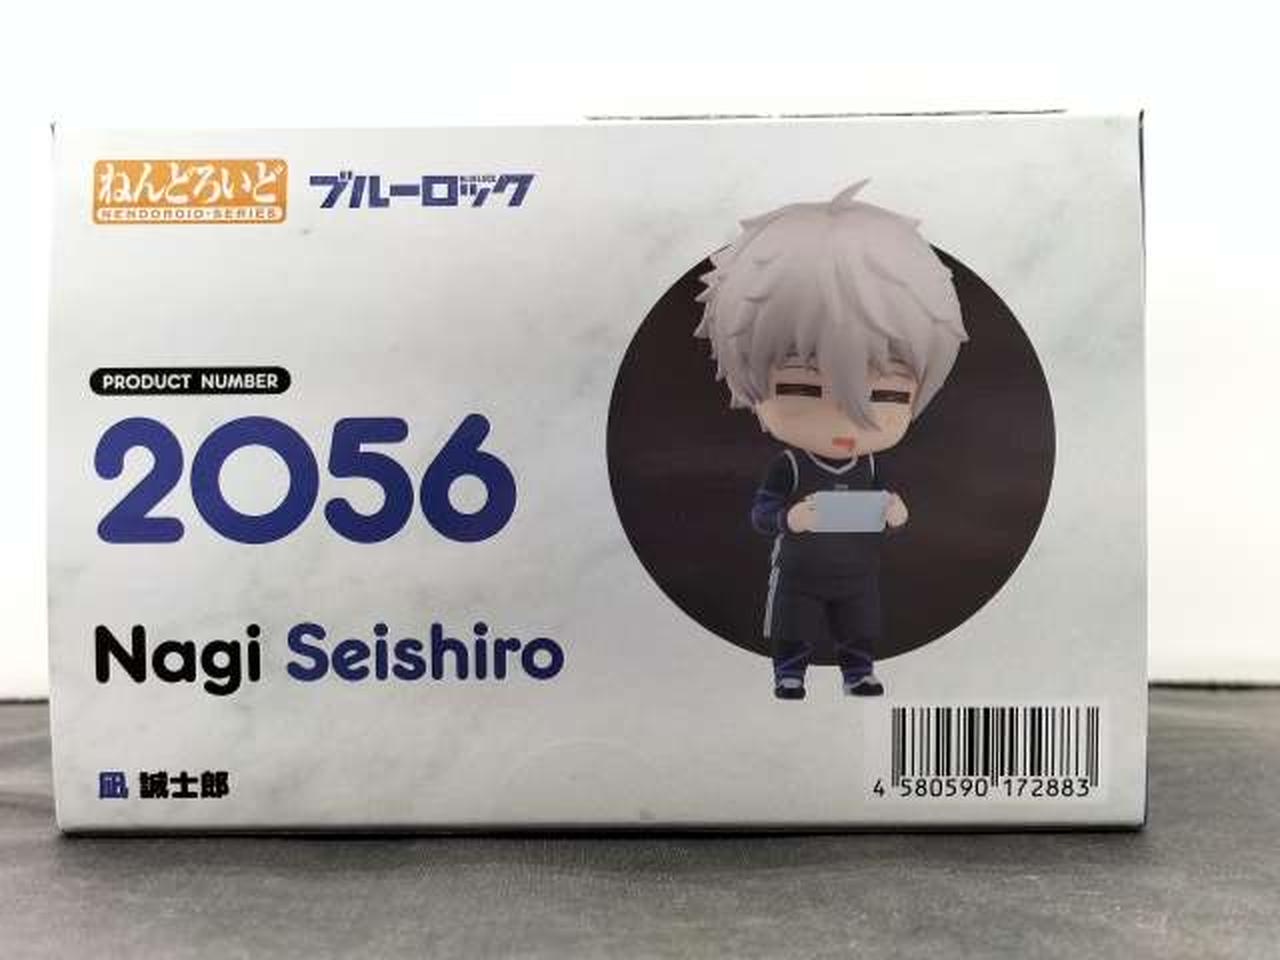 ねんどろいど
NENDOROID・SERIES
ブルーロック
BLUELOCK
PRODUCT NUMBER
2056
Nagi Seishiro
凪 誠士郎
4 580590 172883